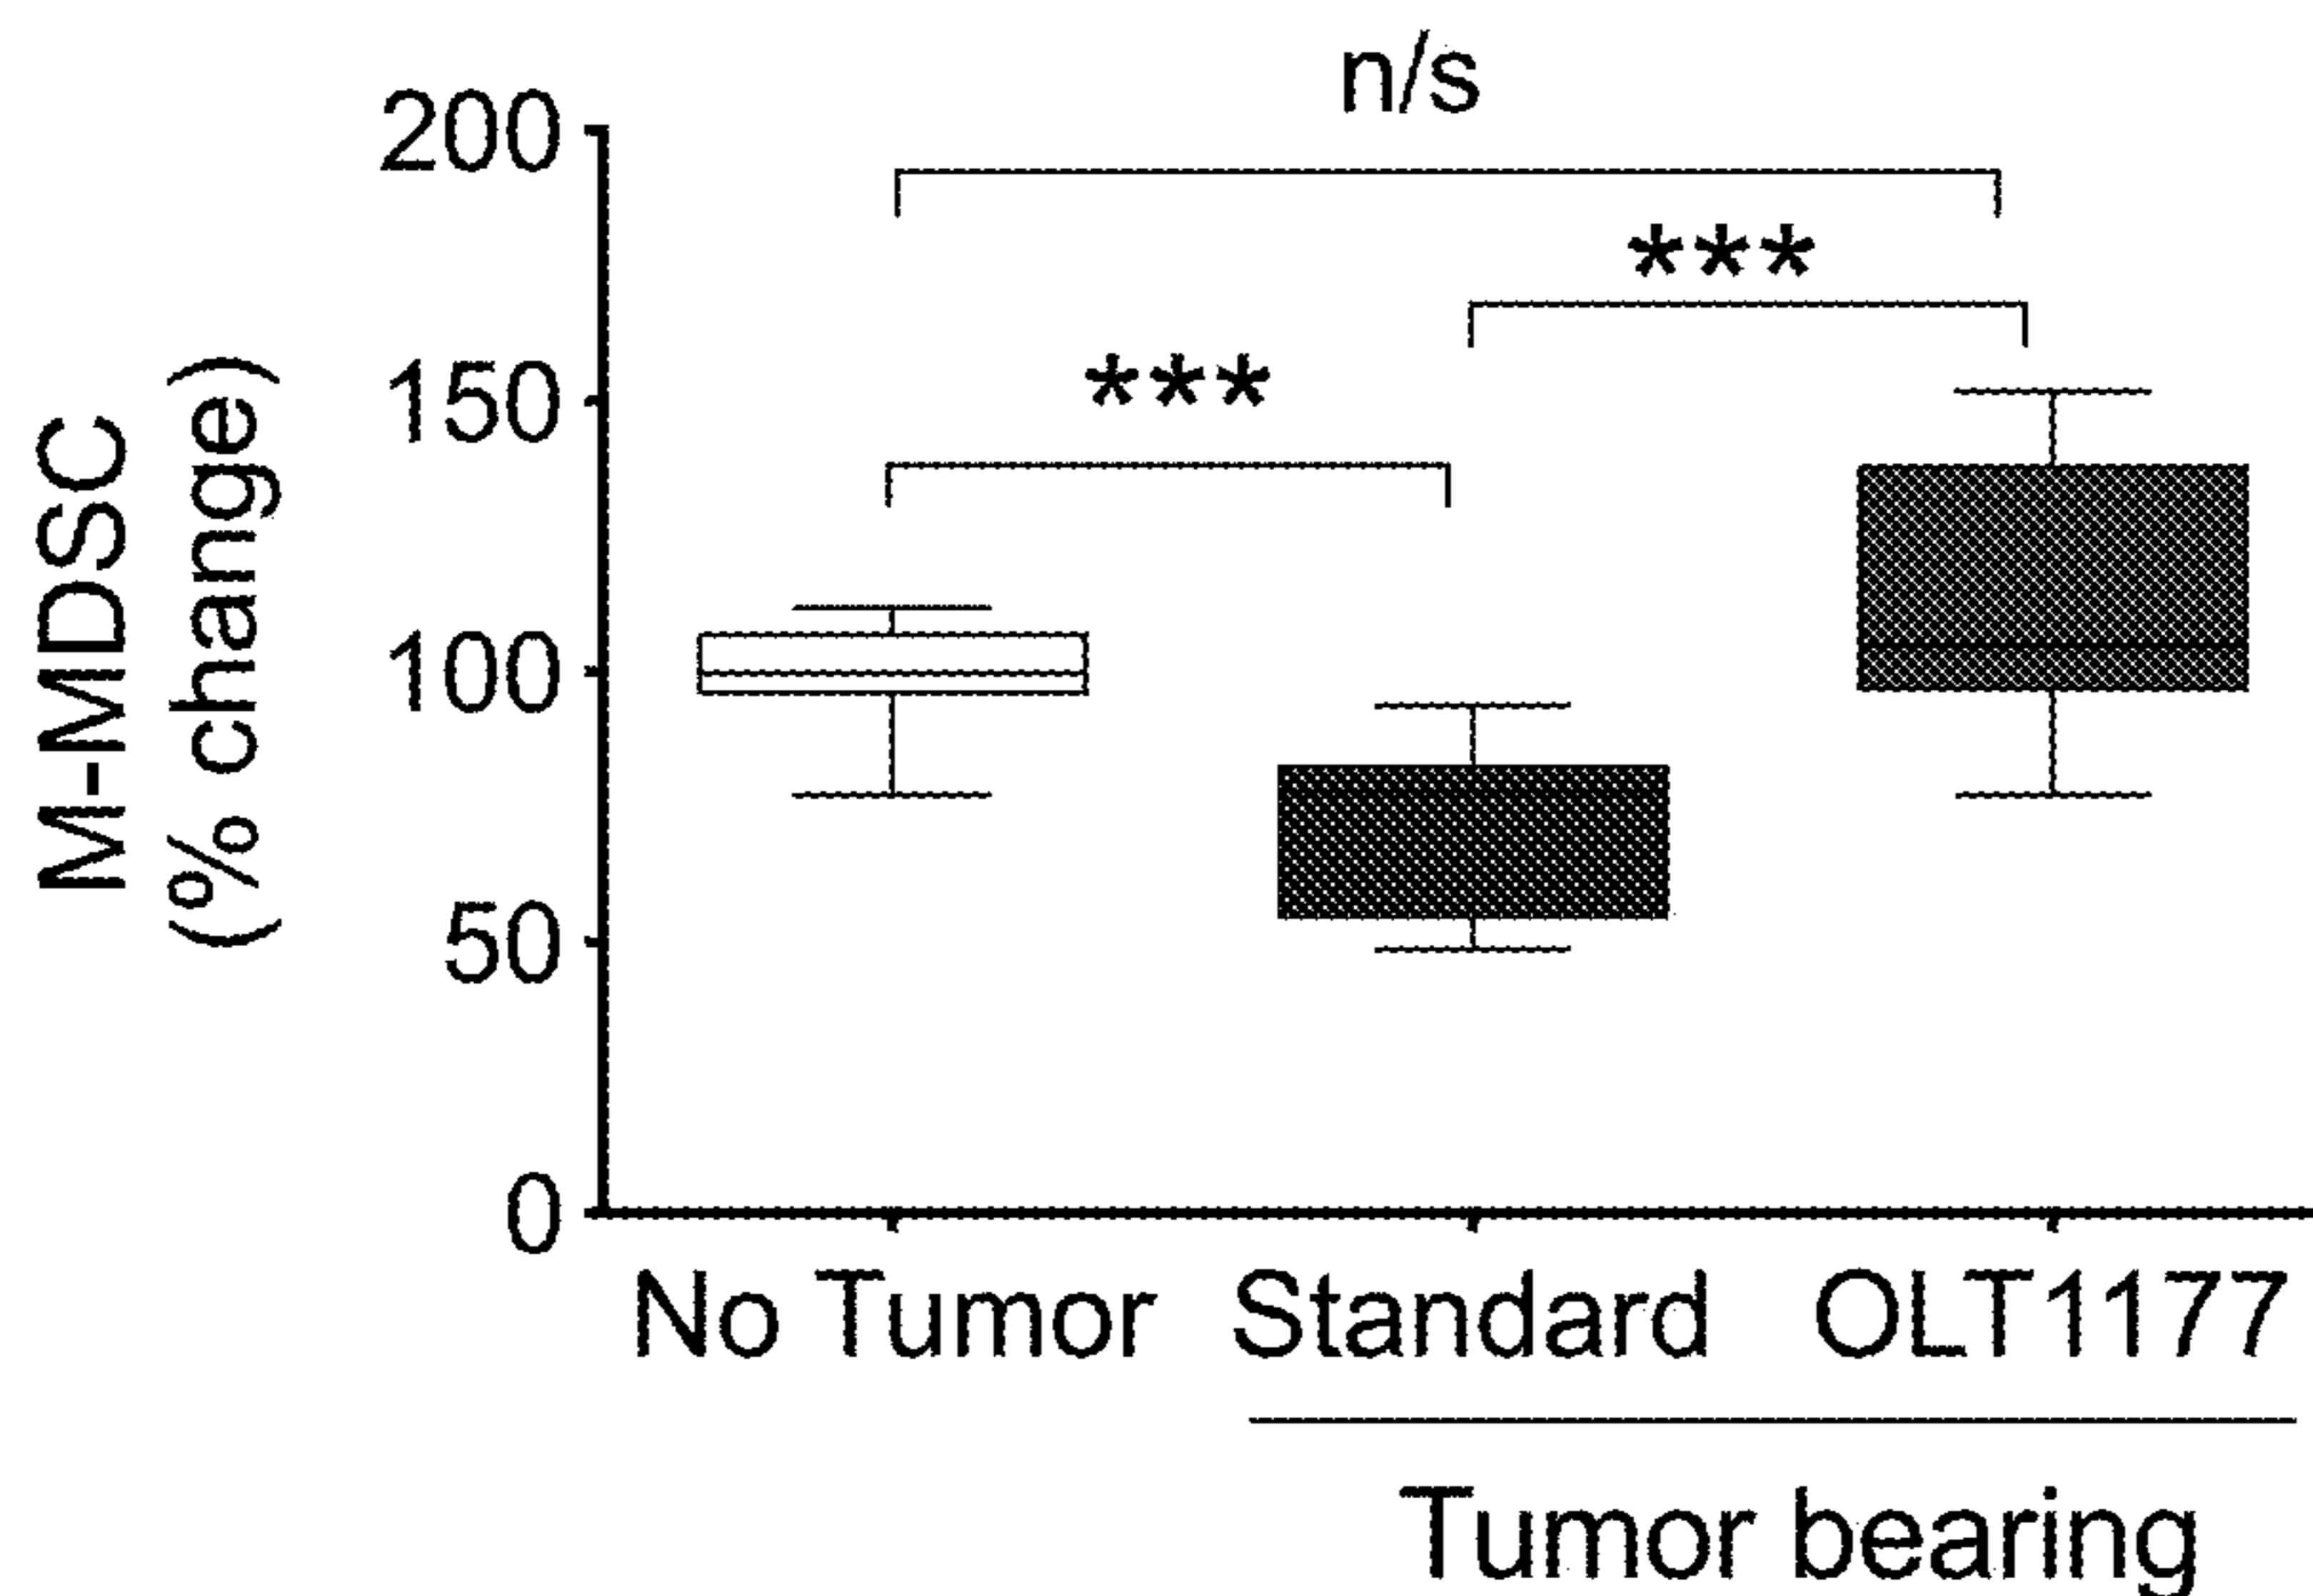 n/s
***
***
M-MDSC
(% change)
200
150
100
50
0
No Tumor Standard OLT1177
Tumor bearing